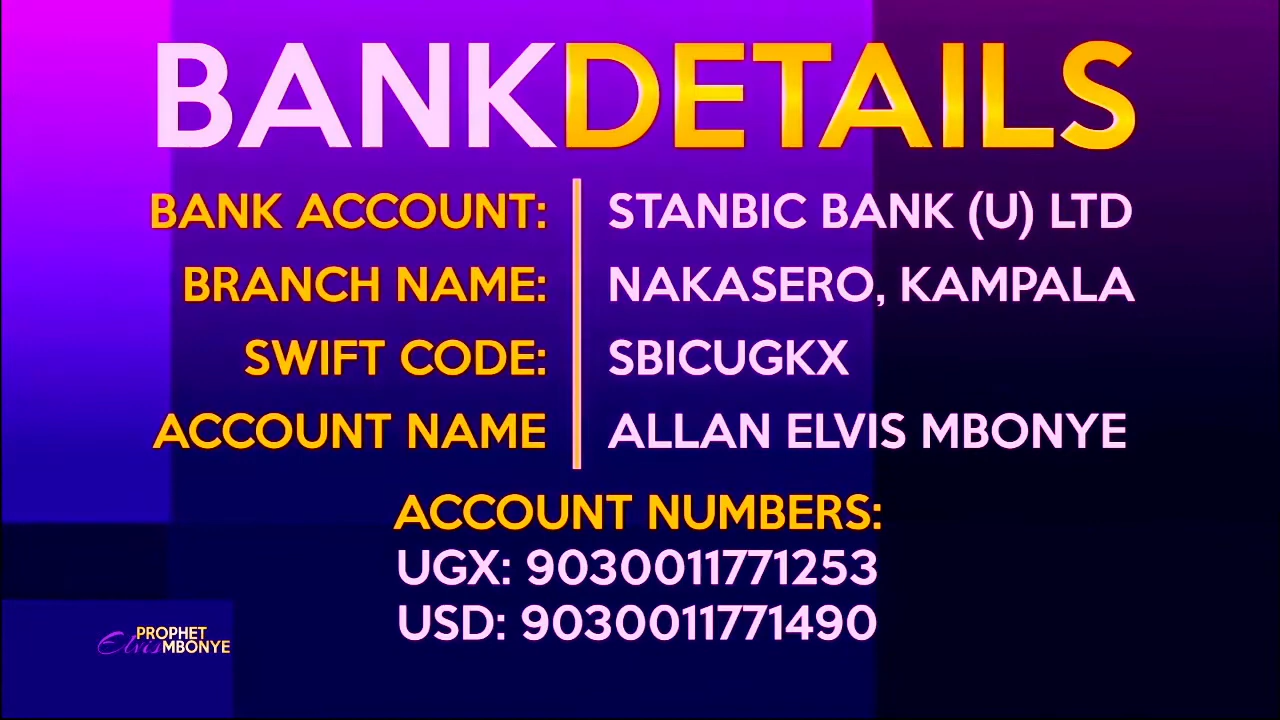 BANKDETAILS
BANK ACCOUNT: STANBIC BANK (U) LTD
BRANCH NAME: NAKASERO, KAMPALA
SWIFT CODE: SBICUGKX
ACCOUNT NAME ALLAN ELVIS MBONYE
ACCOUNT NUMBERS:
UGX: 9030011771253
USD: 9030011771490
PROPHET
Elvis MBONYE